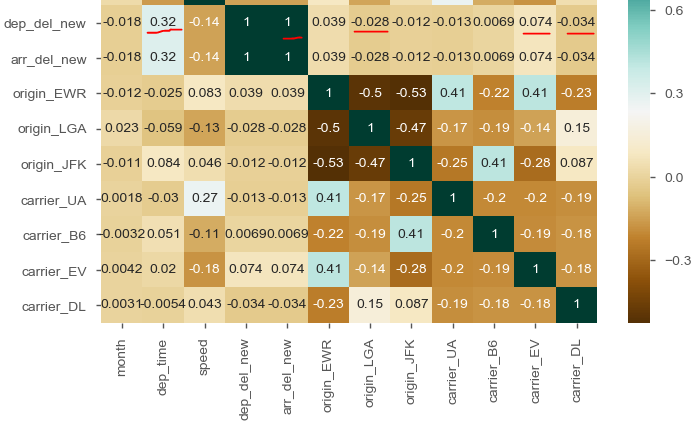 dep_del_new -0.018 0.32 -0.14 1 1 0.039 -0.028 -0.012 -0.013 0.0069 0.074 -0.034
arr_del_new -0.018 0.32 -0.14 1 1 0.039 -0.028 -0.012 -0.013 0.0069 0.074 -0.034
origin_EWR -0.012 -0.025 0.083 0.039 0.039 1 -0.5 -0.53 0.41 -0.22 0.41 -0.23
origin_LGA 0.023 -0.059 -0.13 -0.028 -0.028 -0.5 1 -0.47 -0.17 -0.19 -0.14 0.15
origin_JFK -0.011 0.084 0.046 -0.012 -0.012 -0.53 -0.47 1 -0.25 0.41 -0.28 0.087
carrier_UA -0.0018 -0.03 0.27 -0.013 -0.013 0.41 -0.17 -0.25 1 -0.2 -0.2 -0.19
carrier_B6 -0.0032 0.051 -0.11 0.0069 0.0069 -0.22 -0.19 0.41 -0.2 1 -0.19 -0.18
carrier_EV -0.0042 0.02 -0.18 0.074 0.074 0.41 -0.14 -0.28 -0.2 -0.19 1 -0.18
carrier_DL -0.0031 -0.0054 0.043 -0.034 -0.034 -0.23 0.15 0.087 -0.19 -0.18 -0.18 1
month dep_time speed dep_del_new arr_del_new origin_EWR origin_LGA origin_JFK carrier_UA carrier_B6 carrier_EV carrier_DL
0.6
0.0
−0.3